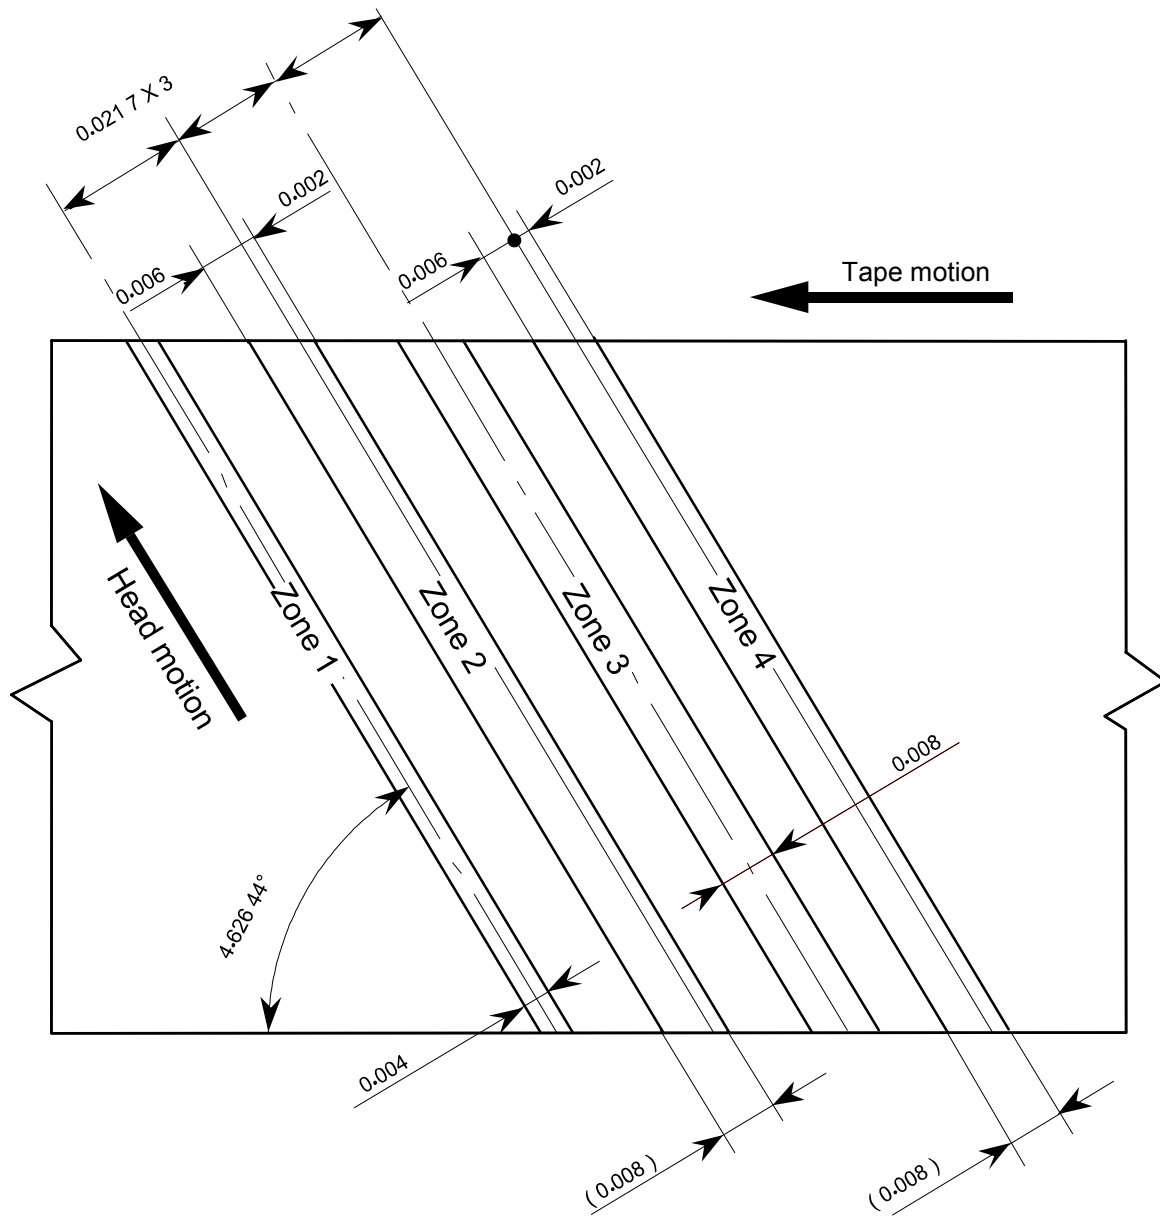 0.021 7 X 3
0.002
0.002
0.006
0.006
Tape motion
Head motion
Zone 1
Zone 2
Zone 3
Zone 4
0.008
4.626 44°
0.004
( 0.008 )
( 0.008 )